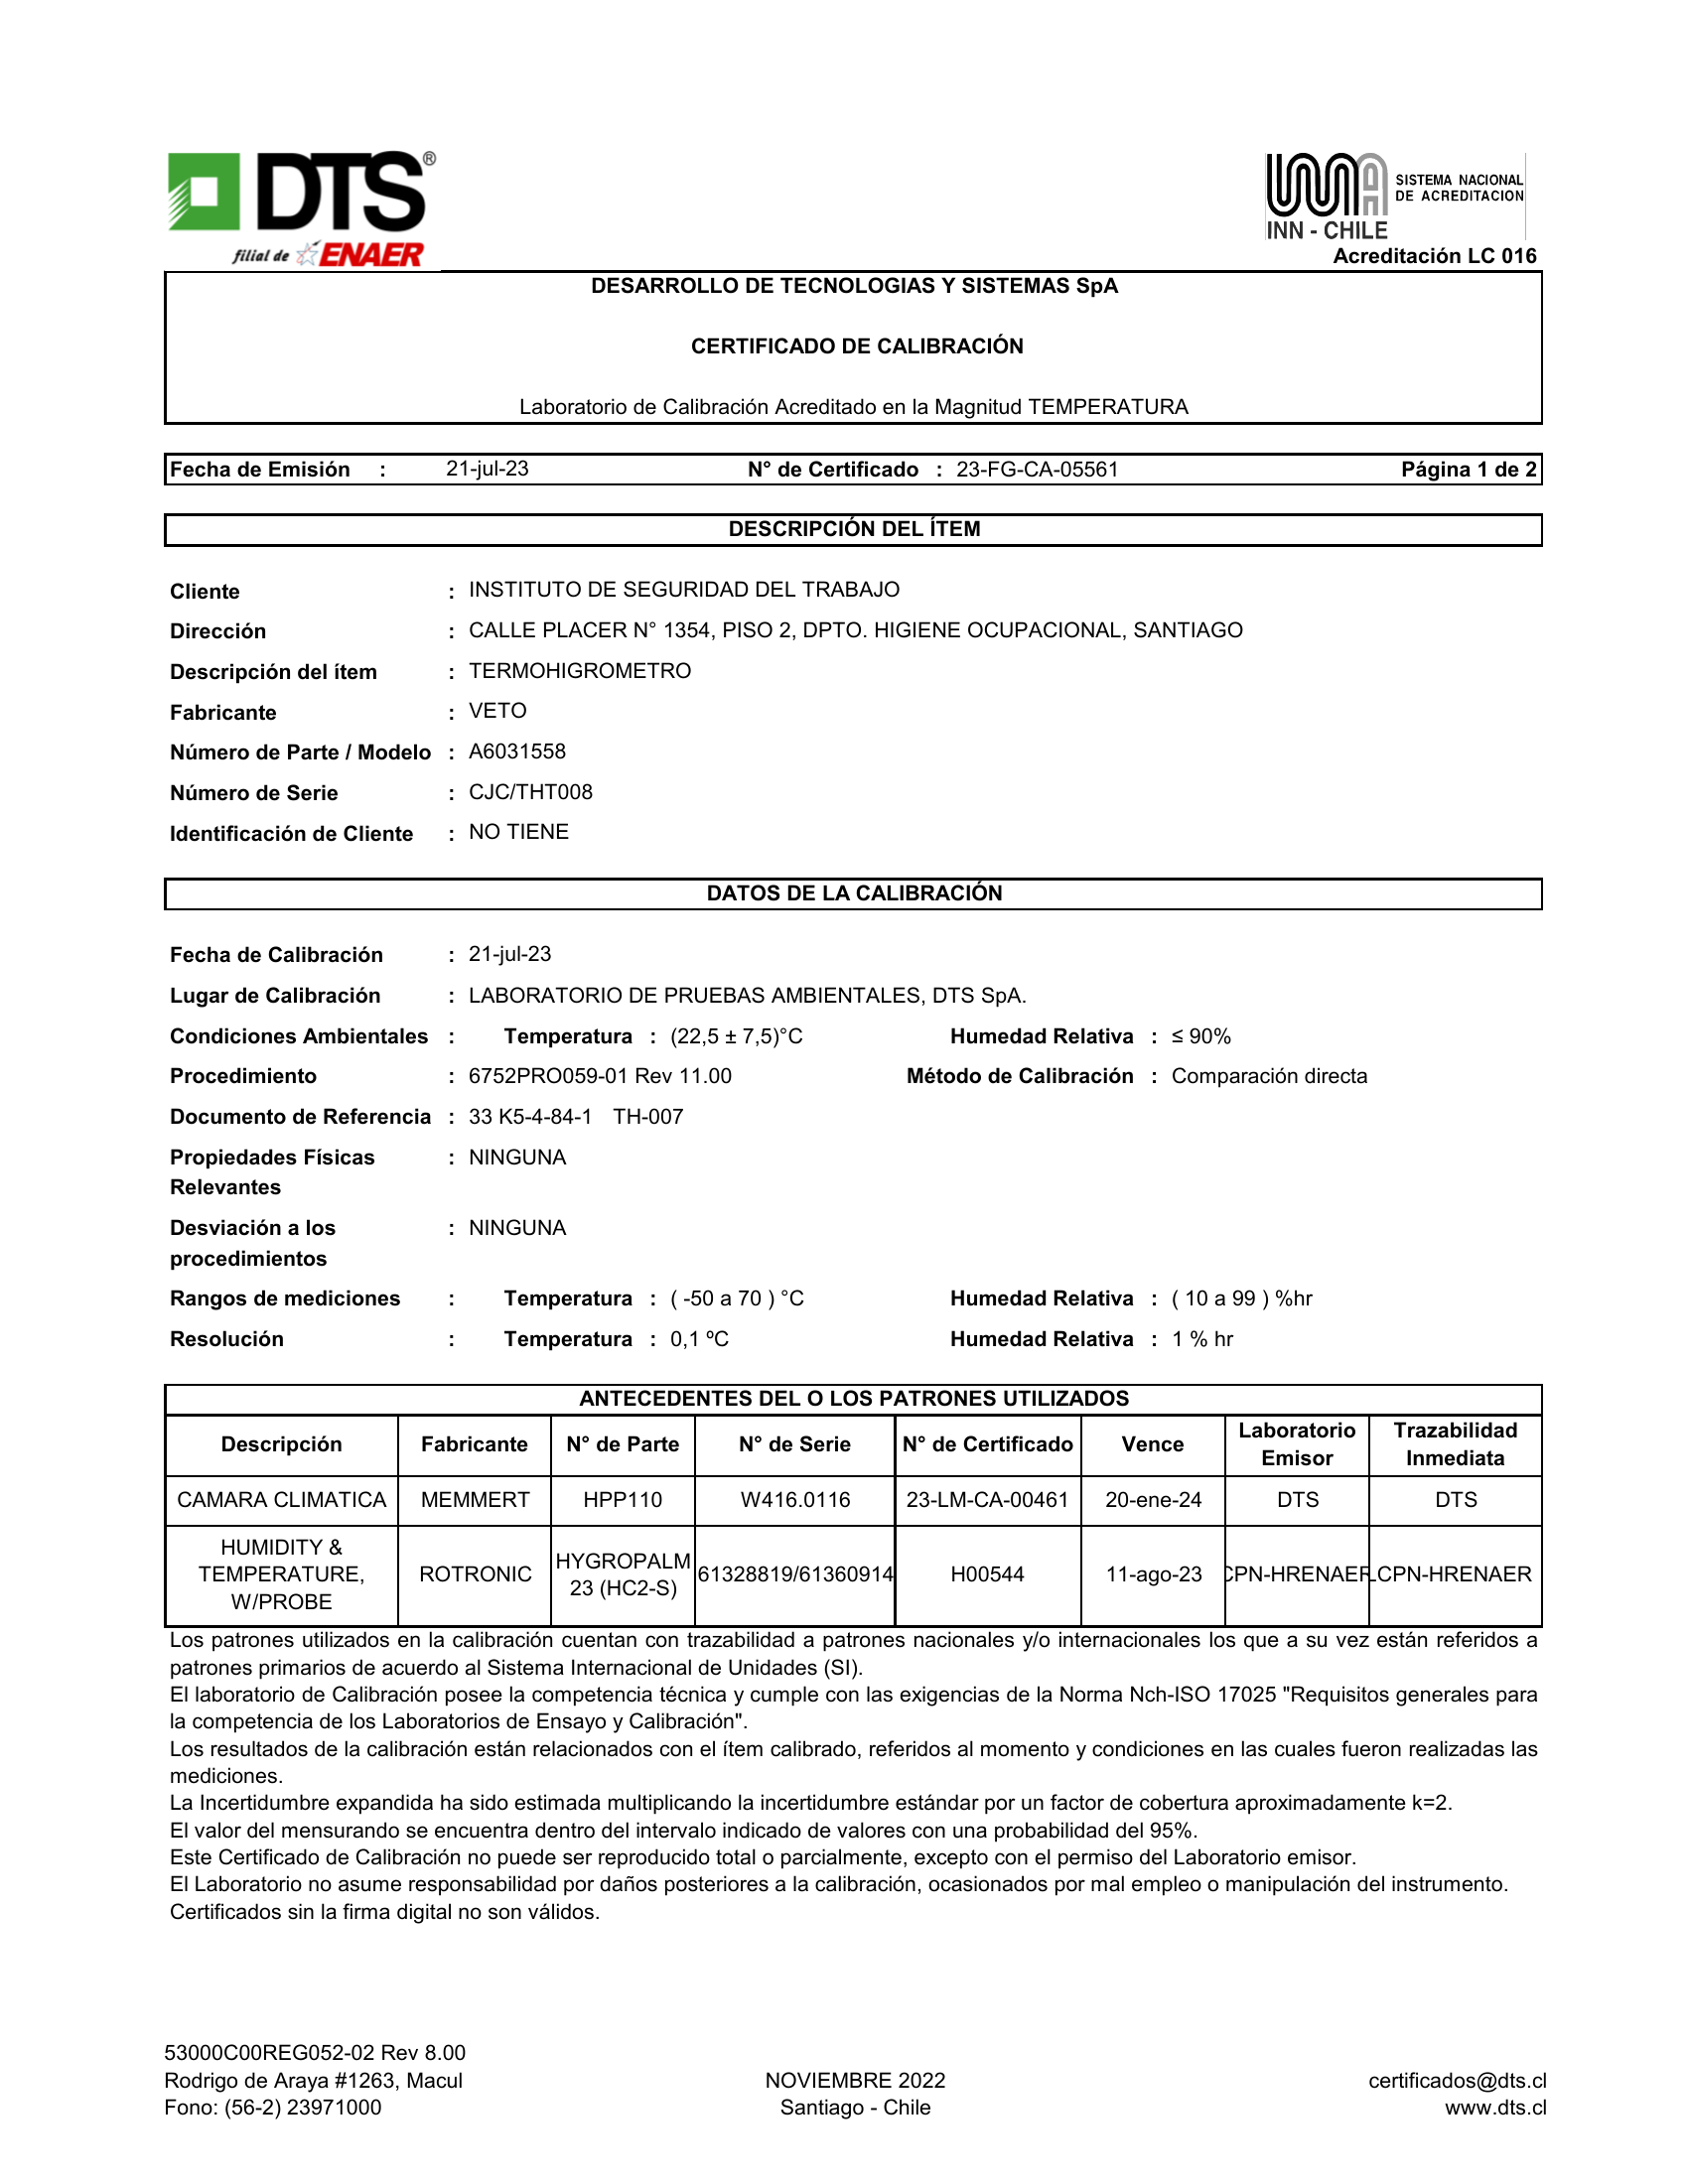 DTS®
filial de ENAER
SISTEMA NACIONAL
DE ACREDITACION
INN - CHILE
Acreditación LC 016
DESARROLLO DE TECNOLOGIAS Y SISTEMAS SpA
CERTIFICADO DE CALIBRACIÓN
Laboratorio de Calibración Acreditado en la Magnitud TEMPERATURA
Fecha de Emisión : 21-jul-23 N° de Certificado : 23-FG-CA-05561 Página 1 de 2
DESCRIPCIÓN DEL ÍTEM
Cliente : INSTITUTO DE SEGURIDAD DEL TRABAJO
Dirección : CALLE PLACER N° 1354, PISO 2, DPTO. HIGIENE OCUPACIONAL, SANTIAGO
Descripción del ítem : TERMOHIGROMETRO
Fabricante : VETO
Número de Parte / Modelo : A6031558
Número de Serie : CJC/THT008
Identificación de Cliente : NO TIENE
DATOS DE LA CALIBRACIÓN
Fecha de Calibración : 21-jul-23
Lugar de Calibración : LABORATORIO DE PRUEBAS AMBIENTALES, DTS SpA.
Condiciones Ambientales : Temperatura : (22,5 ± 7,5)°C Humedad Relativa : ≤ 90%
Procedimiento : 6752PRO059-01 Rev 11.00 Método de Calibración : Comparación directa
Documento de Referencia : 33 K5-4-84-1 TH-007
Propiedades Físicas : NINGUNA
Relevantes
Desviación a los : NINGUNA
procedimientos
Rangos de mediciones : Temperatura : ( -50 a 70 ) °C Humedad Relativa : ( 10 a 99 ) %hr
Resolución : Temperatura : 0,1 ºC Humedad Relativa : 1 % hr
ANTECEDENTES DEL O LOS PATRONES UTILIZADOS
Descripción Fabricante N° de Parte N° de Serie N° de Certificado Vence Laboratorio Emisor Trazabilidad Inmediata
CAMARA CLIMATICA MEMMERT HPP110 W416.0116 23-LM-CA-00461 20-ene-24 DTS DTS
HUMIDITY & TEMPERATURE, W/PROBE ROTRONIC HYGROPALM 23 (HC2-S) 61328819/61360914 H00544 11-ago-23 CPN-HRENAER LCPN-HRENAER
Los patrones utilizados en la calibración cuentan con trazabilidad a patrones nacionales y/o internacionales los que a su vez están referidos a
patrones primarios de acuerdo al Sistema Internacional de Unidades (SI).
El laboratorio de Calibración posee la competencia técnica y cumple con las exigencias de la Norma Nch-ISO 17025 "Requisitos generales para
la competencia de los Laboratorios de Ensayo y Calibración".
Los resultados de la calibración están relacionados con el ítem calibrado, referidos al momento y condiciones en las cuales fueron realizadas las
mediciones.
La Incertidumbre expandida ha sido estimada multiplicando la incertidumbre estándar por un factor de cobertura aproximadamente k=2.
El valor del mensurando se encuentra dentro del intervalo indicado de valores con una probabilidad del 95%.
Este Certificado de Calibración no puede ser reproducido total o parcialmente, excepto con el permiso del Laboratorio emisor.
El Laboratorio no asume responsabilidad por daños posteriores a la calibración, ocasionados por mal empleo o manipulación del instrumento.
Certificados sin la firma digital no son válidos.
53000C00REG052-02 Rev 8.00
Rodrigo de Araya #1263, Macul NOVIEMBRE 2022 certificados@dts.cl
Fono: (56-2) 23971000 Santiago - Chile www.dts.cl